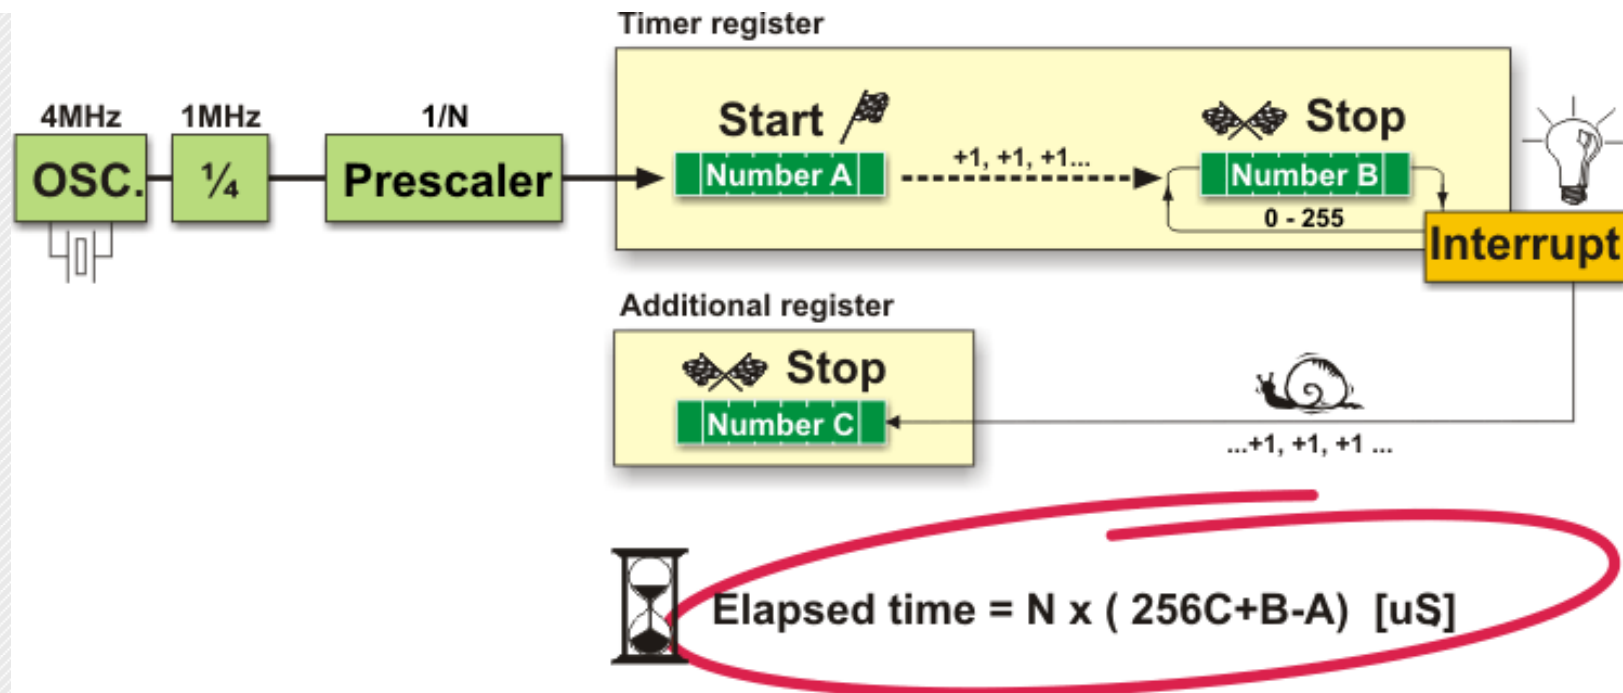 Timer register
4MHz 1MHz 1/N
OSC. ¼ Prescaler
Start Stop
Number A +1, +1, +1... Number B
0 - 255
Interrupt
Additional register
Stop
Number C
...+1, +1, +1 ...
Elapsed time = N x ( 256C+B-A) [uS]